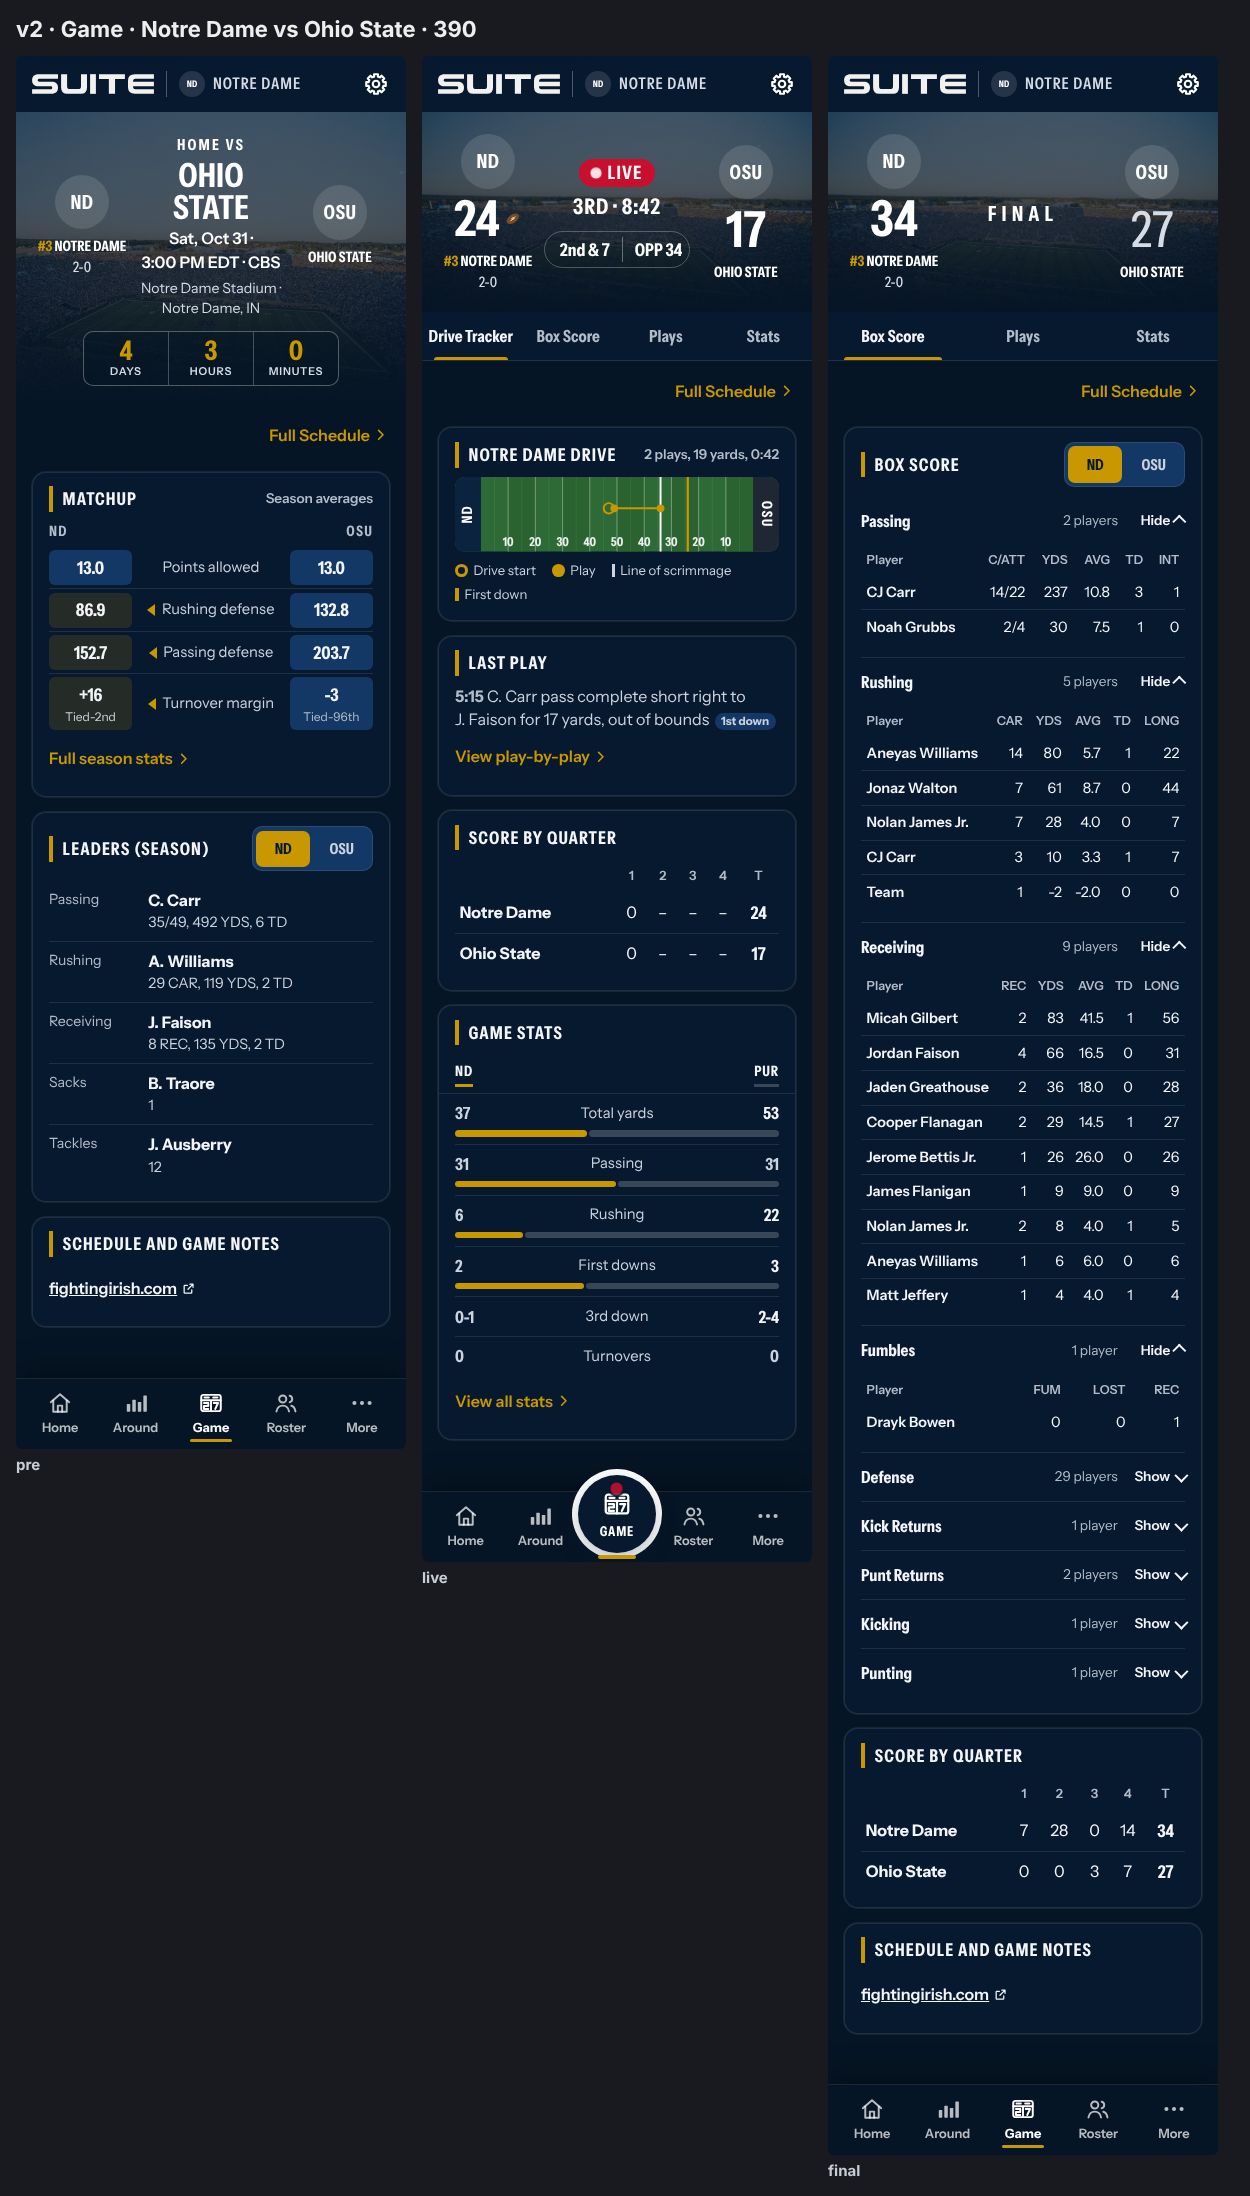 v2 · Game · Notre Dame vs Ohio State · 390
SUITE ND NOTRE DAME
HOME VS
OHIO
STATE
ND
OSU
#3 NOTRE DAME
2-0
OHIO STATE
Sat, Oct 31 ·
3:00 PM EDT · CBS
Notre Dame Stadium ·
Notre Dame, IN
4 3 0
DAYS HOURS MINUTES
Full Schedule
MATCHUP Season averages
ND OSU
13.0 Points allowed 13.0
86.9 Rushing defense 132.8
152.7 Passing defense 203.7
+16 Turnover margin -3
Tied-2nd Tied-96th
Full season stats
LEADERS (SEASON) ND OSU
Passing C. Carr
35/49, 492 YDS, 6 TD
Rushing A. Williams
29 CAR, 119 YDS, 2 TD
Receiving J. Faison
8 REC, 135 YDS, 2 TD
Sacks B. Traore
1
Tackles J. Ausberry
12
SCHEDULE AND GAME NOTES
fightingirish.com
Home Around Game Roster More
pre
SUITE ND NOTRE DAME
ND LIVE OSU
24 3RD · 8:42 17
2nd & 7 OPP 34
#3 NOTRE DAME
2-0
OHIO STATE
Drive Tracker Box Score Plays Stats
Full Schedule
NOTRE DAME DRIVE 2 plays, 19 yards, 0:42
ND OSU
10 20 30 40 50 40 30 20 10
Drive start Play Line of scrimmage
First down
LAST PLAY
5:15 C. Carr pass complete short right to
J. Faison for 17 yards, out of bounds 1st down
View play-by-play
SCORE BY QUARTER
1 2 3 4 T
Notre Dame 0 – – – 24
Ohio State 0 – – – 17
GAME STATS
ND PUR
37 Total yards 53
31 Passing 31
6 Rushing 22
2 First downs 3
0-1 3rd down 2-4
0 Turnovers 0
View all stats
Home Around GAME Roster More
live
SUITE ND NOTRE DAME
ND OSU
34 FINAL 27
#3 NOTRE DAME
2-0
OHIO STATE
Box Score Plays Stats
Full Schedule
BOX SCORE ND OSU
Passing 2 players Hide
Player C/ATT YDS AVG TD INT
CJ Carr 14/22 237 10.8 3 1
Noah Grubbs 2/4 30 7.5 1 0
Rushing 5 players Hide
Player CAR YDS AVG TD LONG
Aneyas Williams 14 80 5.7 1 22
Jonaz Walton 7 61 8.7 0 44
Nolan James Jr. 7 28 4.0 0 7
CJ Carr 3 10 3.3 1 7
Team 1 -2 -2.0 0 0
Receiving 9 players Hide
Player REC YDS AVG TD LONG
Micah Gilbert 2 83 41.5 1 56
Jordan Faison 4 66 16.5 0 31
Jaden Greathouse 2 36 18.0 0 28
Cooper Flanagan 2 29 14.5 1 27
Jerome Bettis Jr. 1 26 26.0 0 26
James Flanigan 1 9 9.0 0 9
Nolan James Jr. 2 8 4.0 1 5
Aneyas Williams 1 6 6.0 0 6
Matt Jeffery 1 4 4.0 1 4
Fumbles 1 player Hide
Player FUM LOST REC
Drayk Bowen 0 0 1
Defense 29 players Show
Kick Returns 1 player Show
Punt Returns 2 players Show
Kicking 1 player Show
Punting 1 player Show
SCORE BY QUARTER
1 2 3 4 T
Notre Dame 7 28 0 14 34
Ohio State 0 0 3 7 27
SCHEDULE AND GAME NOTES
fightingirish.com
Home Around Game Roster More
final